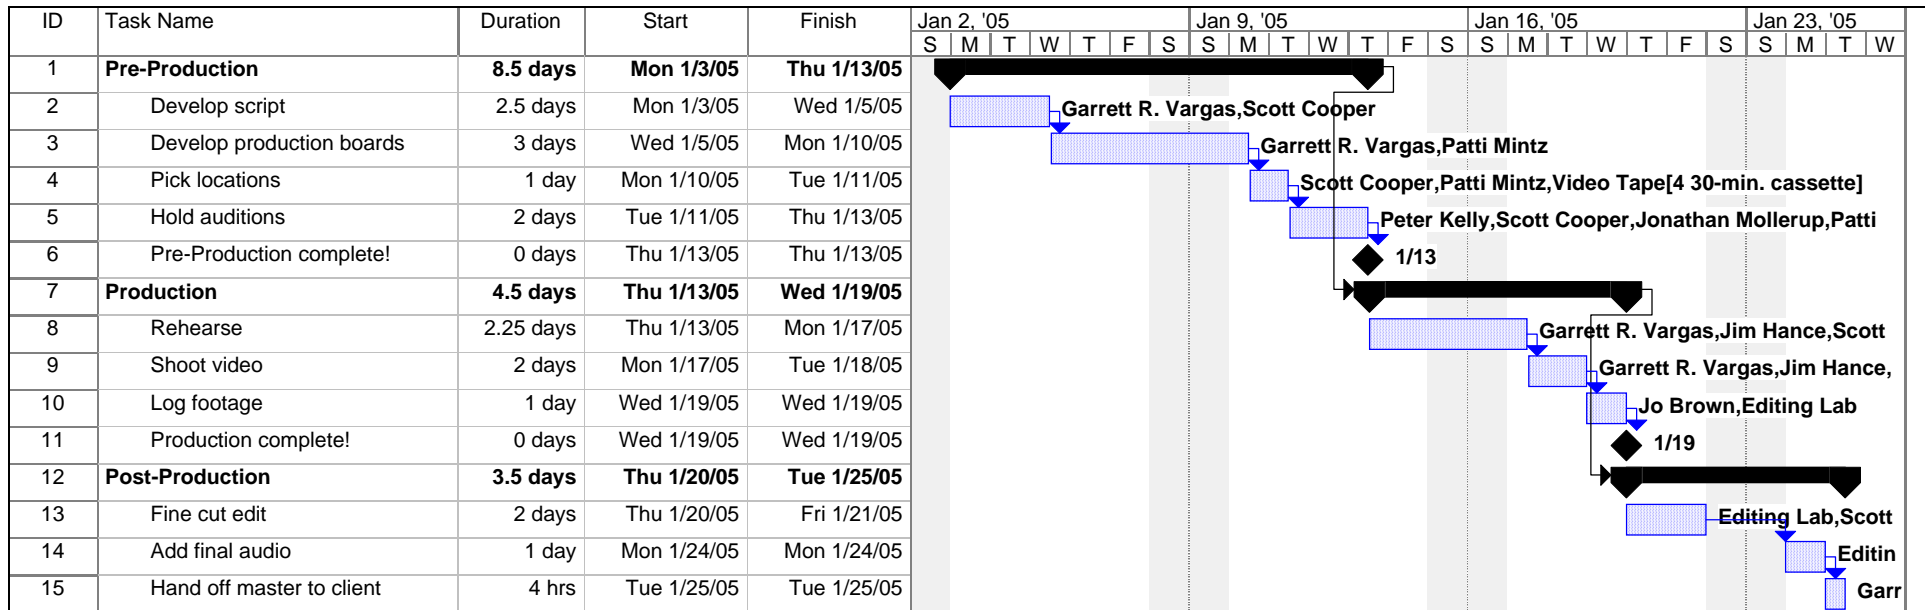 ID Task Name Duration Start Finish Jan 2, '05 Jan 9, '05 Jan 16, '05 Jan 23, '05
S M T W T F S S M T W T F S S M T W T F S S M T W
1 Pre-Production 8.5 days Mon 1/3/05 Thu 1/13/05
2 Develop script 2.5 days Mon 1/3/05 Wed 1/5/05 Garrett R. Vargas,Scott Cooper
3 Develop production boards 3 days Wed 1/5/05 Mon 1/10/05 Garrett R. Vargas,Patti Mintz
4 Pick locations 1 day Mon 1/10/05 Tue 1/11/05 Scott Cooper,Patti Mintz,Video Tape[4 30-min. cassette]
5 Hold auditions 2 days Tue 1/11/05 Thu 1/13/05 Peter Kelly,Scott Cooper,Jonathan Mollerup,Patti
6 Pre-Production complete! 0 days Thu 1/13/05 Thu 1/13/05 1/13
7 Production 4.5 days Thu 1/13/05 Wed 1/19/05
8 Rehearse 2.25 days Thu 1/13/05 Mon 1/17/05 Garrett R. Vargas,Jim Hance,Scott
9 Shoot video 2 days Mon 1/17/05 Tue 1/18/05 Garrett R. Vargas,Jim Hance,
10 Log footage 1 day Wed 1/19/05 Wed 1/19/05 Jo Brown,Editing Lab
11 Production complete! 0 days Wed 1/19/05 Wed 1/19/05 1/19
12 Post-Production 3.5 days Thu 1/20/05 Tue 1/25/05
13 Fine cut edit 2 days Thu 1/20/05 Fri 1/21/05 Editing Lab,Scott
14 Add final audio 1 day Mon 1/24/05 Mon 1/24/05 Editin
15 Hand off master to client 4 hrs Tue 1/25/05 Tue 1/25/05 Garr